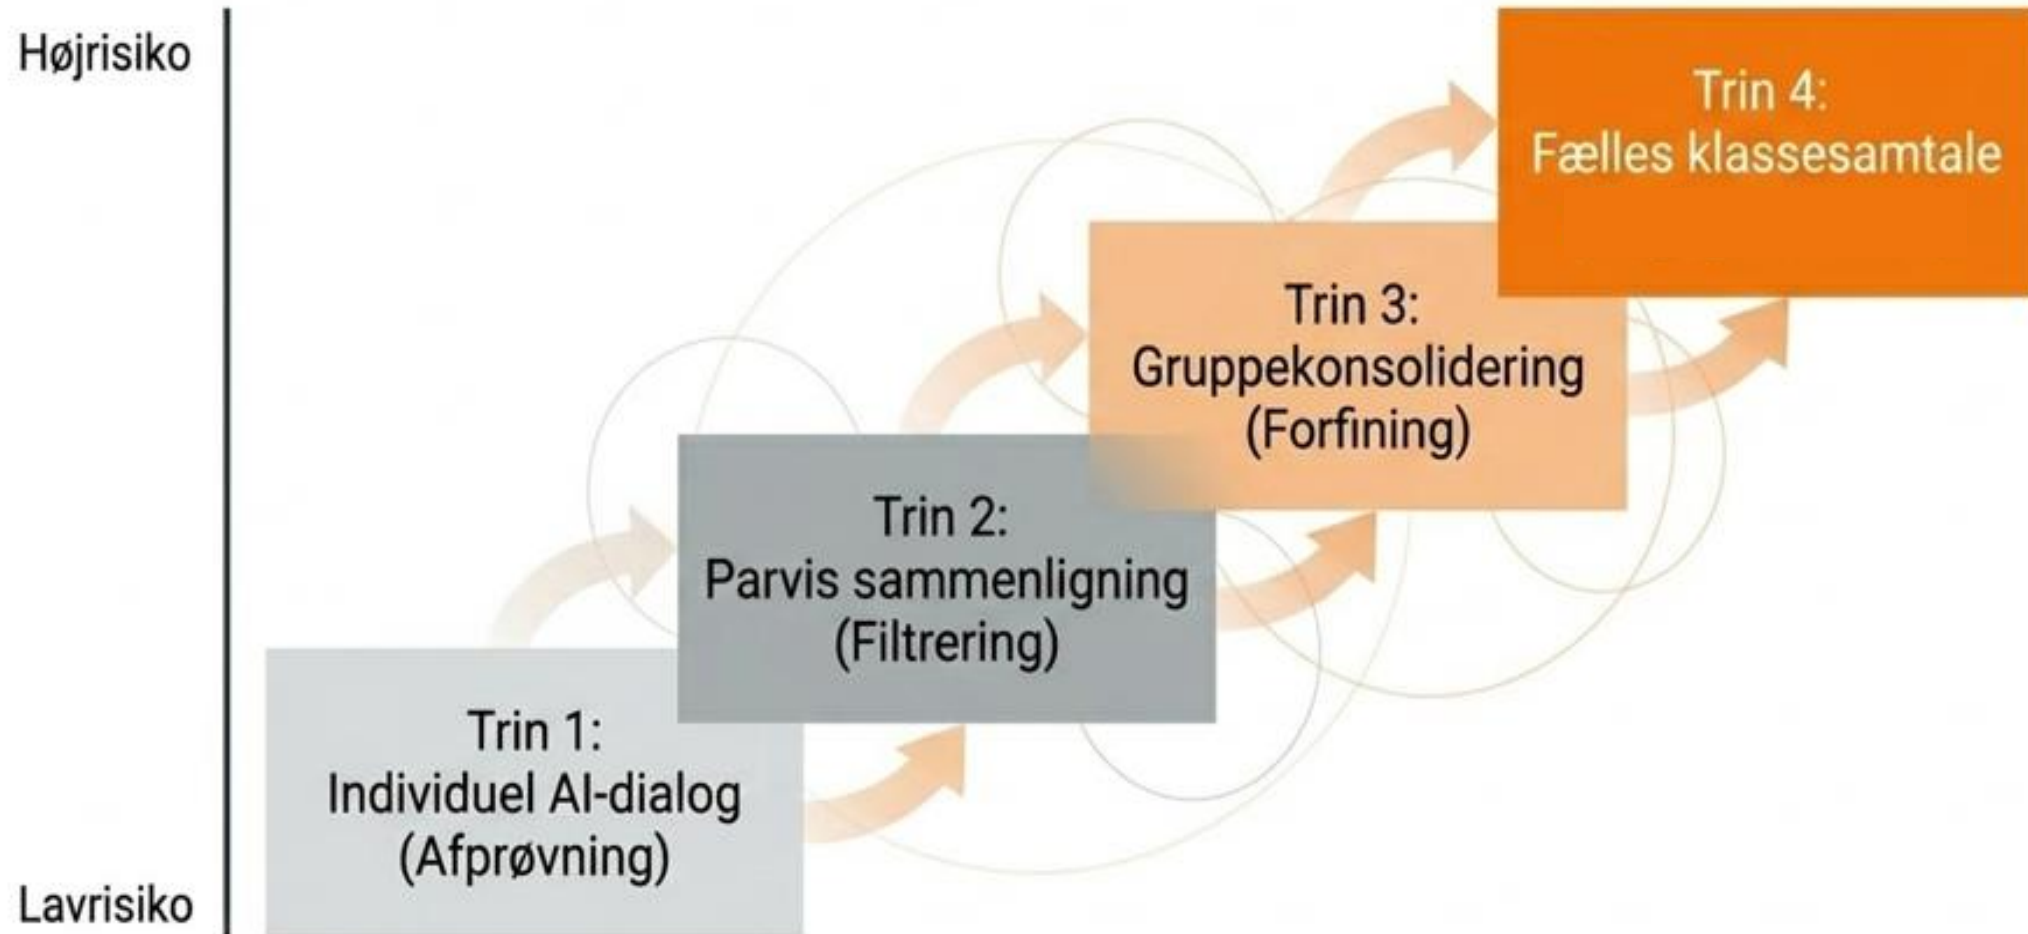 Højrisiko
Trin 4:
Fælles klassesamtale
Trin 3:
Gruppekonsolidering
(Forfining)
Trin 2:
Parvis sammenligning
(Filtrering)
Trin 1:
Individuel AI-dialog
(Afprøvning)
Lavrisiko